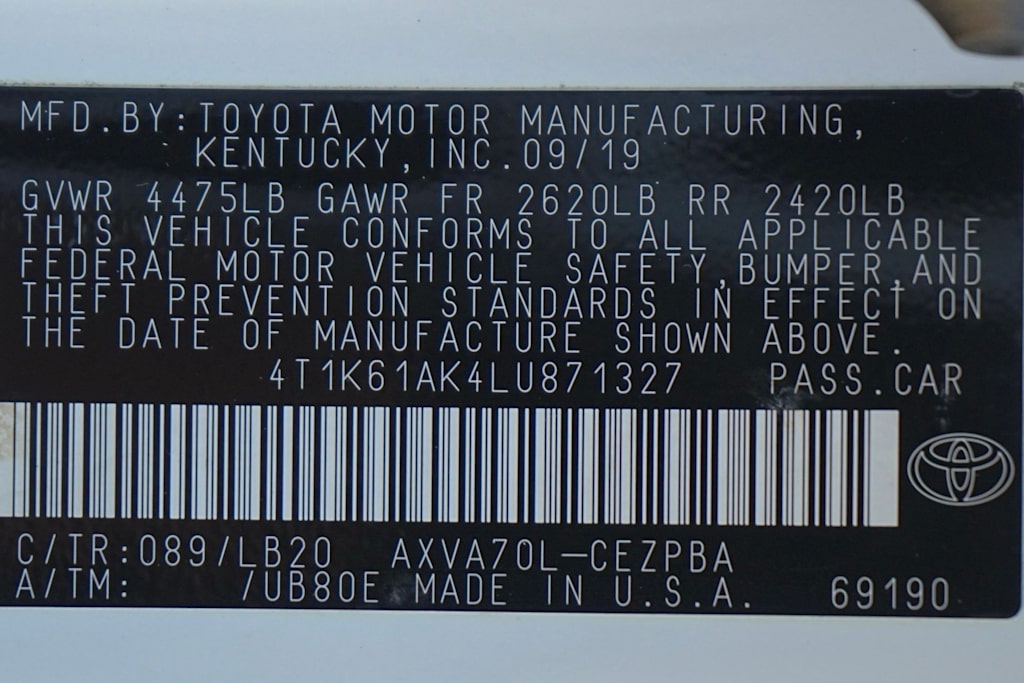 MFD.BY:TOYOTA MOTOR MANUFACTURING,
KENTUCKY,INC.09/19
GVWR 4475LB GAWR FR 2620LB RR 2420LB
THIS VEHICLE CONFORMS TO ALL APPLICABLE
FEDERAL MOTOR VEHICLE SAFETY,BUMPER,AND
THEFT PREVENTION STANDARDS IN EFFECT ON
THE DATE OF MANUFACTURE SHOWN ABOVE.
4T1K61AK4LU871327 PASS.CAR
C/TR:089/LB20 AXVA70L-CEZPBA
A/TM: /UB80E MADE IN U.S.A. 69190